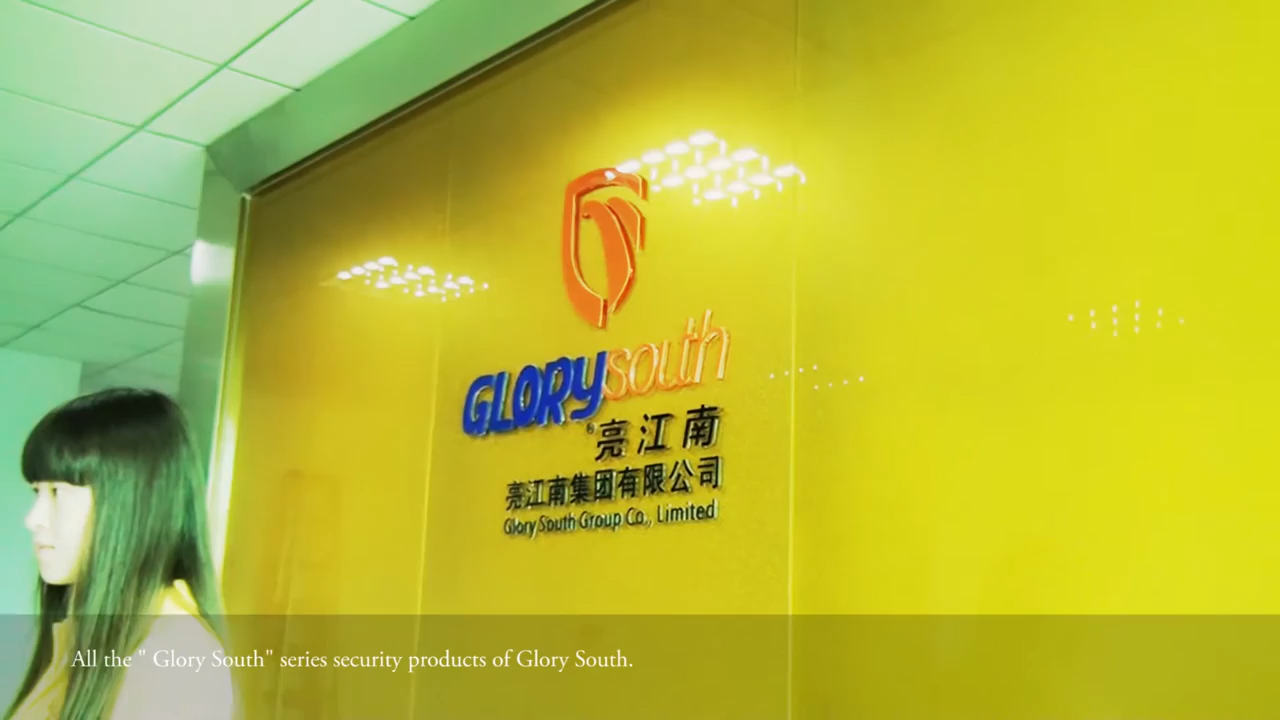 GLORYsouth
®亮江南
亮江南集团有限公司
Glory South Group Co., Limited
All the " Glory South" series security products of Glory South.